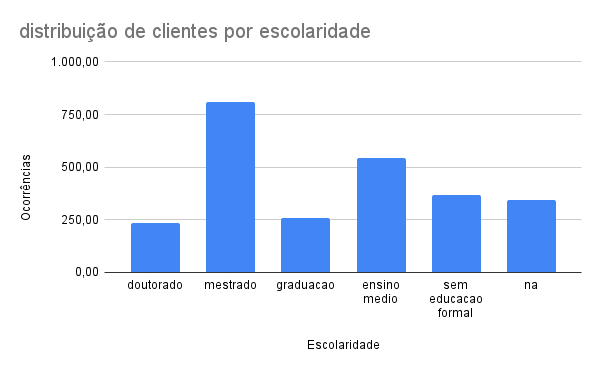 distribuição de clientes por escolaridade
1.000,00
750,00
500,00
250,00
0,00
Ocorrências
doutorado
mestrado
graduacao
ensino
medio
sem
educacao
formal
na
Escolaridade